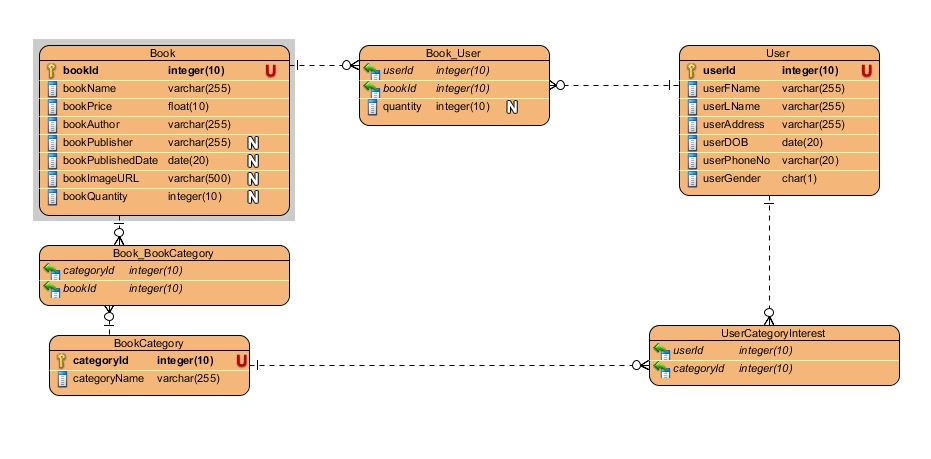 Book
bookId integer(10) U
bookName varchar(255)
bookPrice float(10)
bookAuthor varchar(255)
bookPublisher varchar(255) N
bookPublishedDate date(20) N
bookImageURL varchar(500) N
bookQuantity integer(10) N
Book_User
userId integer(10)
bookId integer(10)
quantity integer(10) N
User
userId integer(10) U
userFName varchar(255)
userLName varchar(255)
userAddress varchar(255)
userDOB date(20)
userPhoneNo varchar(20)
userGender char(1)
Book_BookCategory
categoryId integer(10)
bookId integer(10)
BookCategory
categoryId integer(10) U
categoryName varchar(255)
UserCategoryInterest
userId integer(10)
categoryId integer(10)